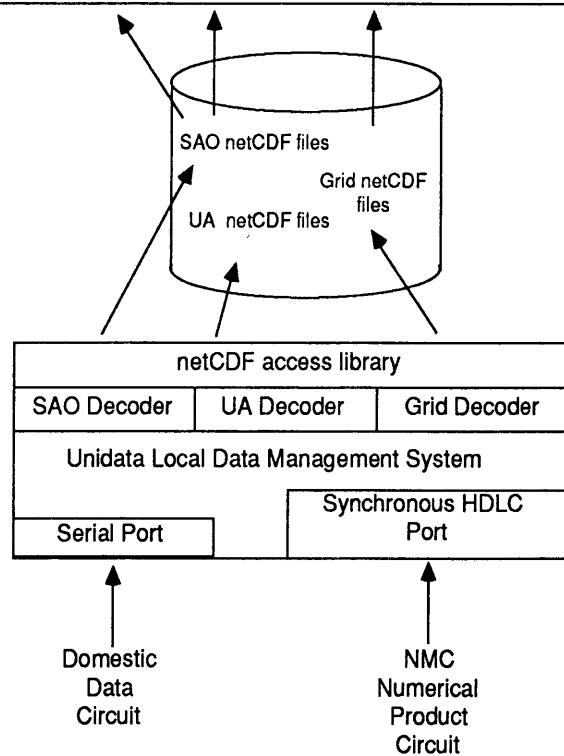 SAO netCDF files
Grid netCDF
files
UA netCDF files
netCDF access library
SAO Decoder
UA Decoder
Grid Decoder
Unidata Local Data Management System
Synchronous HDLC
Port
Serial Port
Domestic
Data
Circuit
NMC
Numerical
Product
Circuit